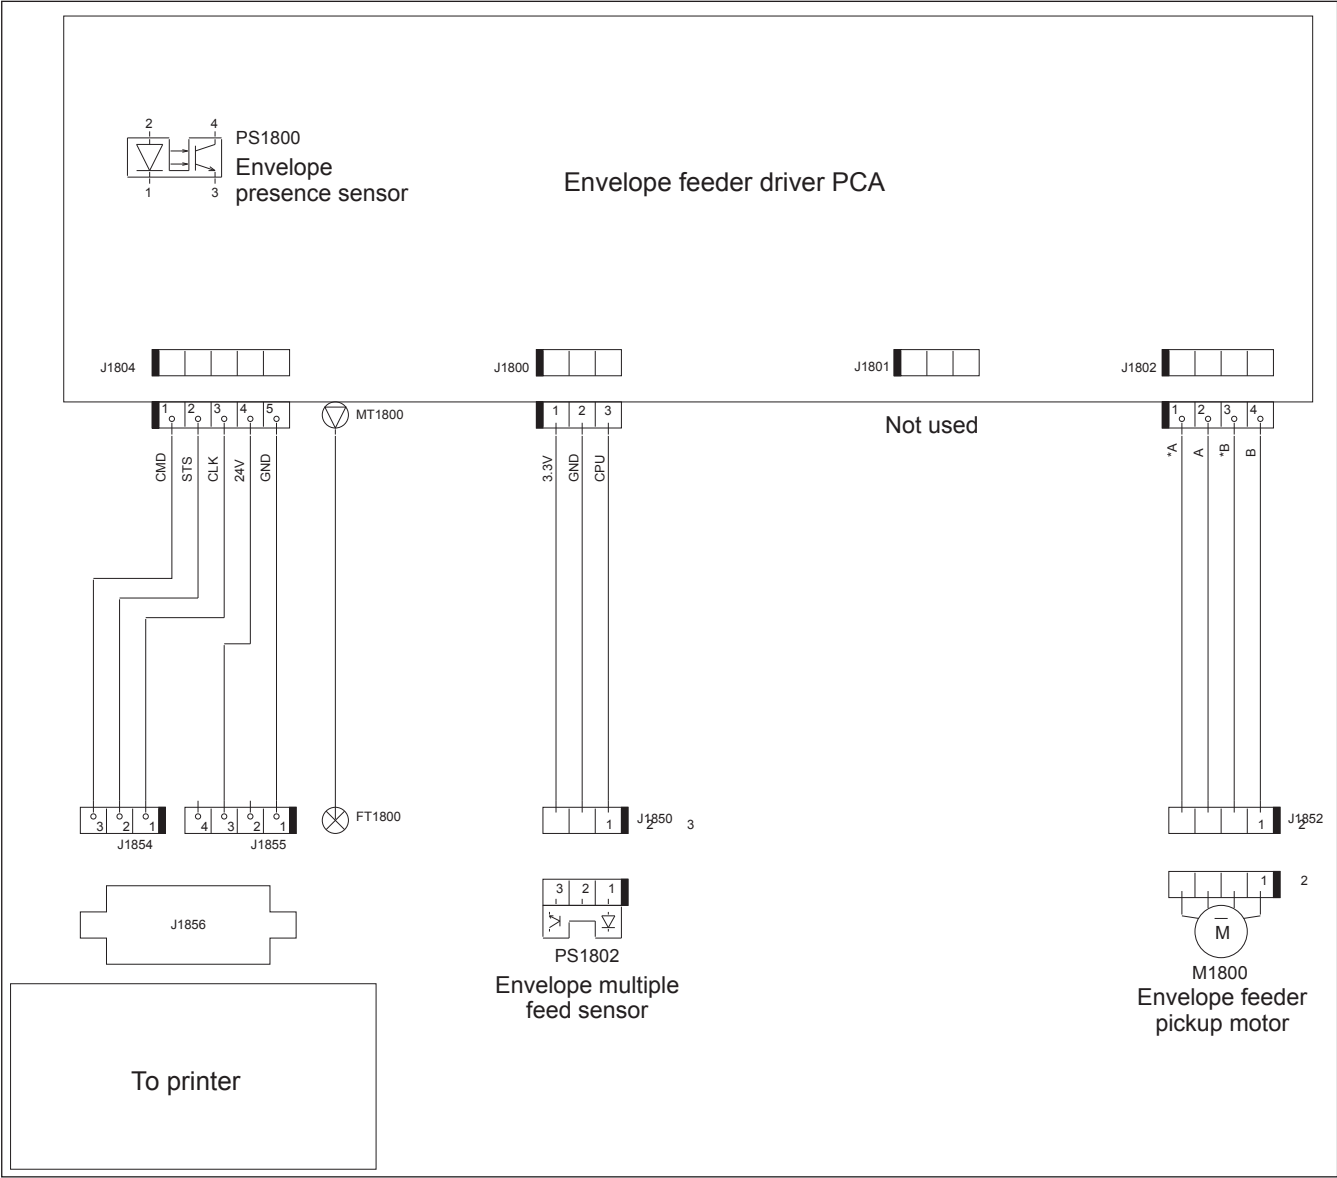 2 4
PS1800
Envelope
presence sensor
1 3
Envelope feeder driver PCA
J1804
J1800
J1801
J1802
1 2 3 4 5
MT1800
1 2 3
Not used
1 2 3 4
CMD
STS
CLK
24V
GND
3.3V
GND
CPU
*A
A
*B
B
3 2 1
J1854
4 3 2 1
J1855
FT1800
1 J1850 2 3
1 J1852 2
J1856
3 2 1
PS1802
Envelope multiple
feed sensor
1 2
M
M1800
Envelope feeder
pickup motor
To printer